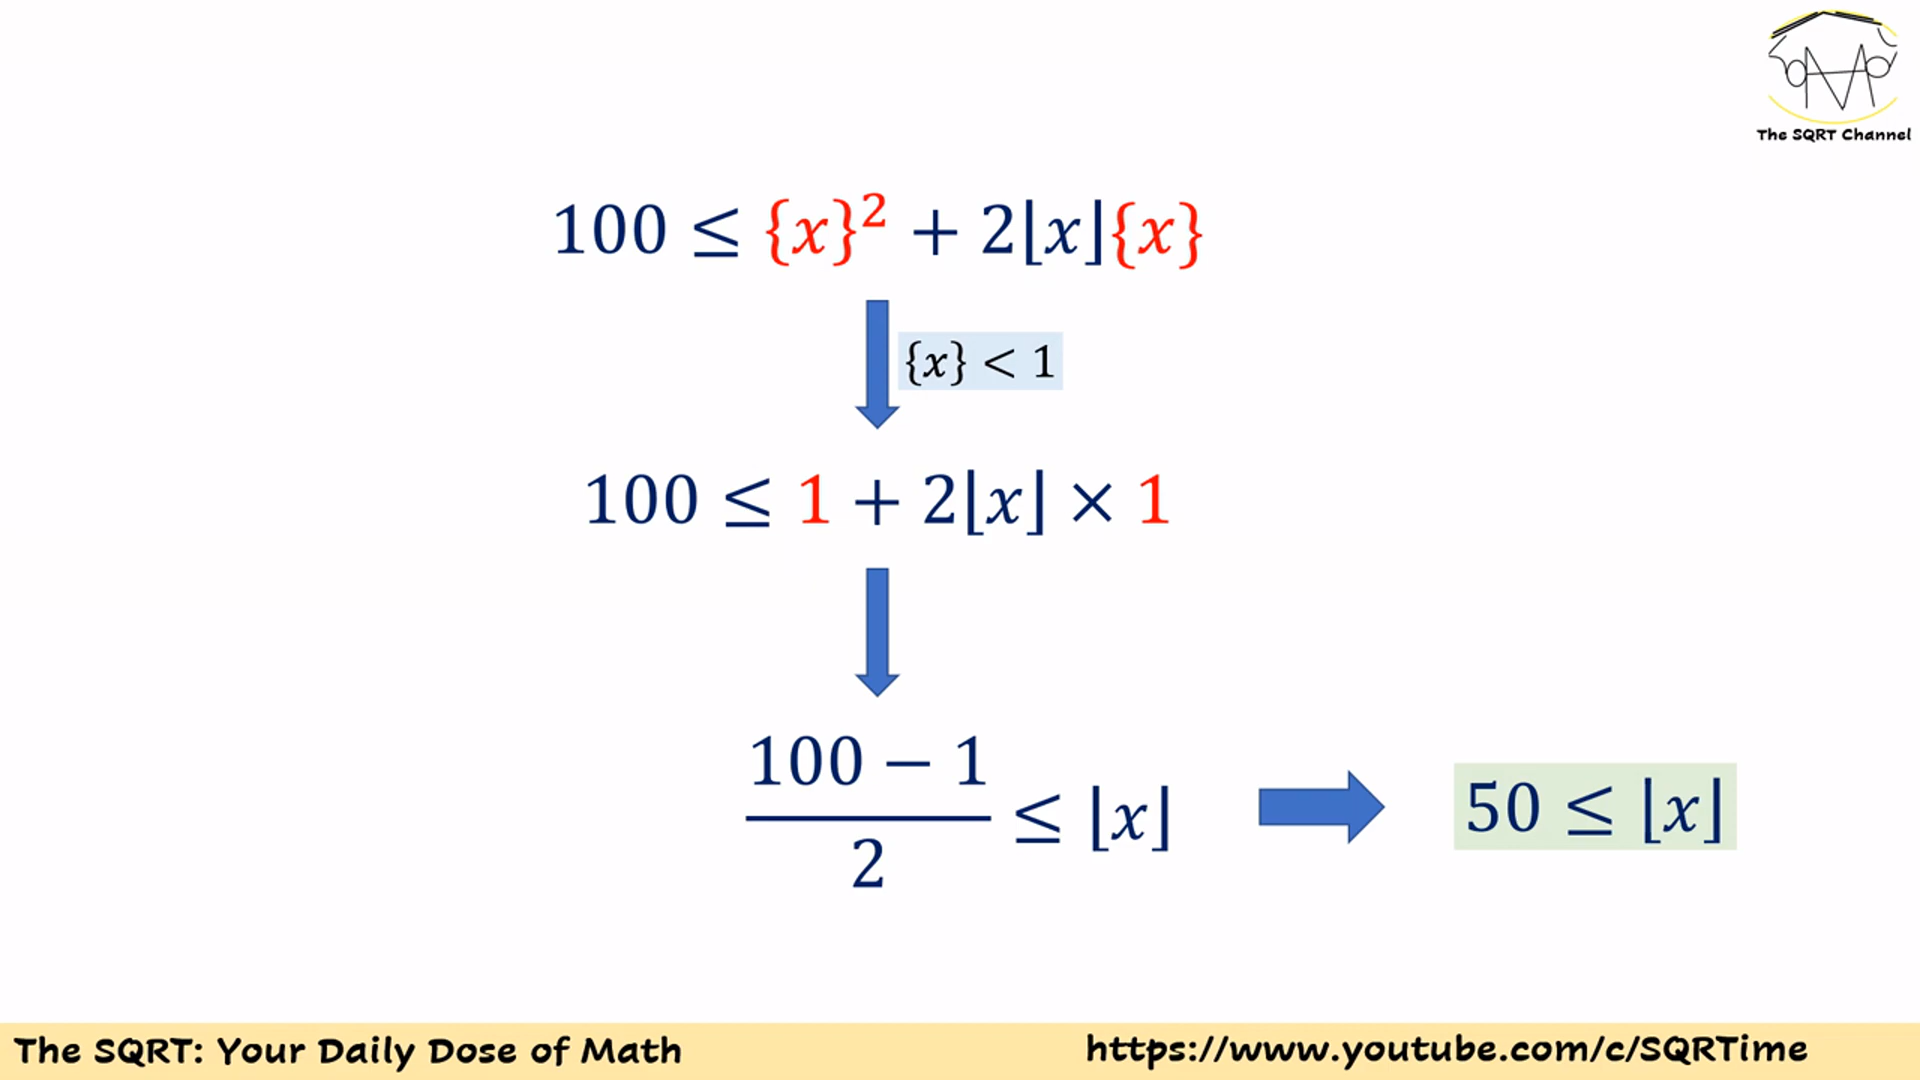 The SQRT Channel
100 ≤ {x}² + 2⌊x⌋{x}
{x} < 1
100 ≤ 1 + 2⌊x⌋ × 1
100 − 1
2
≤ ⌊x⌋
50 ≤ ⌊x⌋
The SQRT: Your Daily Dose of Math
https://www.youtube.com/c/SQRTime